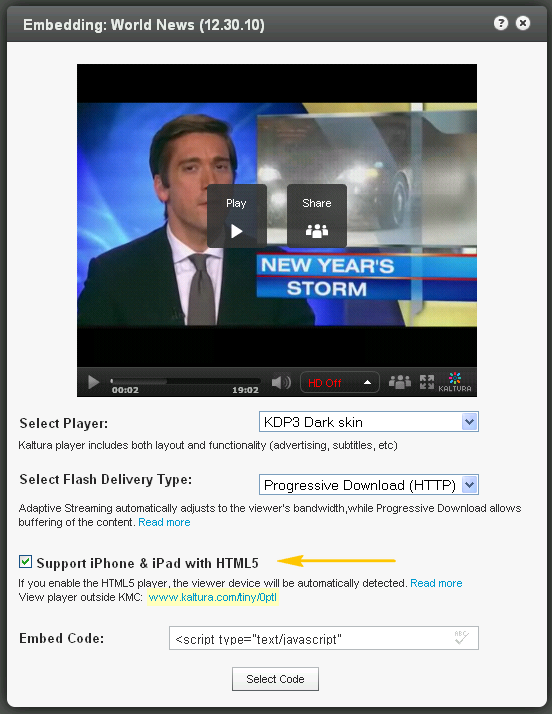 Embedding: World News (12.30.10)
?
Play
Share
NEW YEAR'S
STORM
00:02
19:02
HD Off
KALTURA
Select Player:
KDP3 Dark skin
Kaltura player includes both layout and functionality (advertising, subtitles, etc)
Select Flash Delivery Type:
Progressive Download (HTTP)
Adaptive Streaming automatically adjusts to the viewer's bandwidth,while Progressive Download allows
buffering of the content. Read more
Support iPhone & iPad with HTML5
If you enable the HTML5 player, the viewer device will be automatically detected. Read more
View player outside KMC: www.kaltura.com/tiny/0ptl
Embed Code:
<script type="text/javascript"
ABC
Select Code